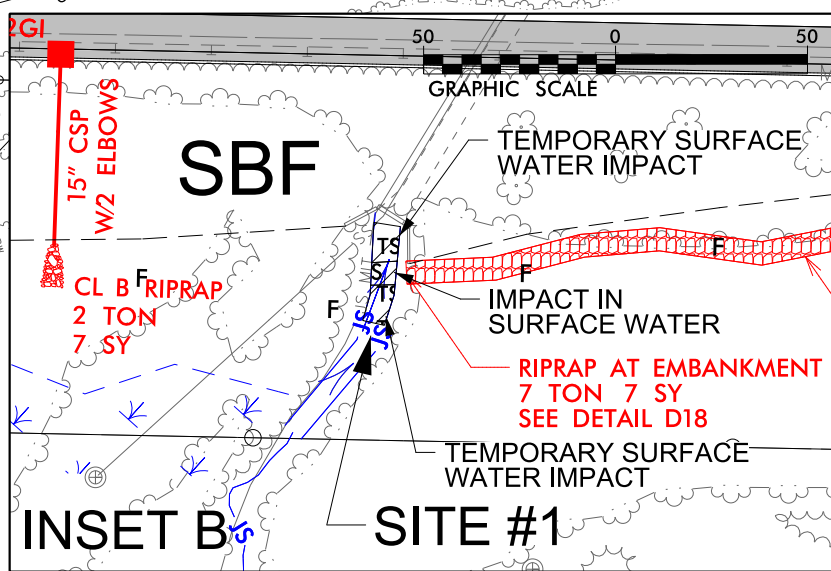 2GI
50 0 50
GRAPHIC SCALE
15" CSP
W/2 ELBOWS
SBF
TEMPORARY SURFACE
WATER IMPACT
TS
S
TS
F
F
F
F
CL B RIPRAP
2 TON
7 SY
IMPACT IN
SURFACE WATER
JS
JS
RIPRAP AT EMBANKMENT
7 TON 7 SY
SEE DETAIL D18
TEMPORARY SURFACE
WATER IMPACT
INSET B
JS
SITE #1